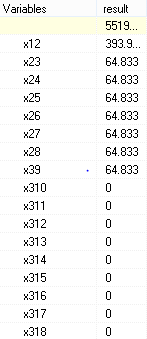 Variables result
5519...
x12 393.9...
x23 64.833
x24 64.833
x25 64.833
x26 64.833
x27 64.833
x28 64.833
x39 64.833
x310 0
x311 0
x312 0
x313 0
x314 0
x315 0
x316 0
x317 0
x318 0